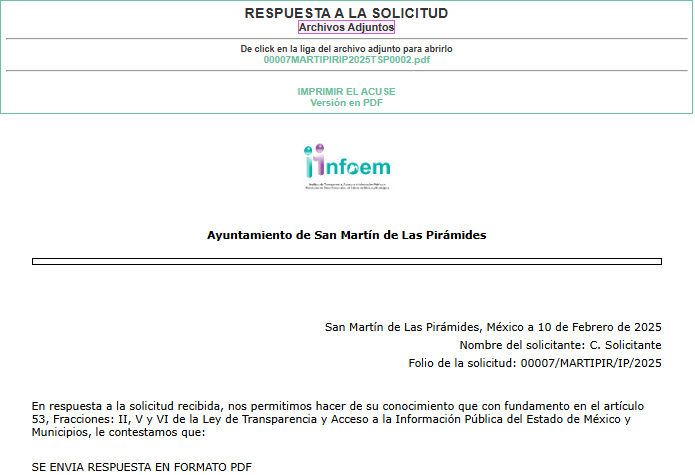 RESPUESTA A LA SOLICITUD
Archivos Adjuntos
De click en la liga del archivo adjunto para abrirlo
00007MARTIPIRIP2025TSP0002.pdf
IMPRIMIR EL ACUSE
Versión en PDF
infoem
Ayuntamiento de San Martín de Las Pirámides
San Martín de Las Pirámides, México a 10 de Febrero de 2025
Nombre del solicitante: C. Solicitante
Folio de la solicitud: 00007/MARTIPIR/IP/2025
En respuesta a la solicitud recibida, nos permitimos hacer de su conocimiento que con fundamento en el artículo
53, Fracciones: II, V y VI de la Ley de Transparencia y Acceso a la Información Pública del Estado de México y
Municipios, le contestamos que:
SE ENVIA RESPUESTA EN FORMATO PDF